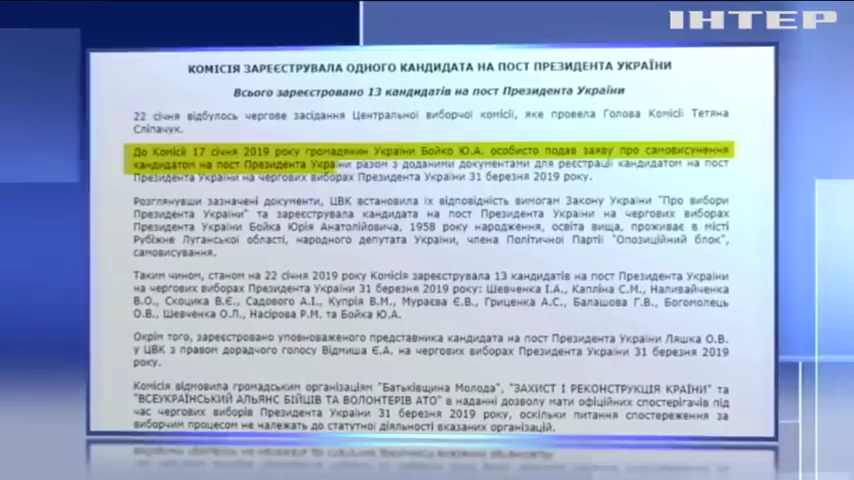 ІНТЕР
КОМІСІЯ ЗАРЕЄСТРУВАЛА ОДНОГО КАНДИДАТА НА ПОСТ ПРЕЗИДЕНТА УКРАЇНИ
Всього зареєстровано 13 кандидатів на пост Президента України
22 січня відбулось чергове засідання Центральної виборчої комісії, яке провела Голова Комісії Тетяна
Сліпачук.
До Комісії 17 січня 2019 року громадянин України Бойко Ю.А. особисто подав заяву про самовисунення
кандидатом на пост Президента України разом з доданими документами для реєстрації кандидатом на пост
Президента України на чергових виборах Президента України 31 березня 2019 року.
Розглянувши зазначені документи, ЦВК встановила їх відповідність вимогам Закону України "Про вибори
Президента України" та зареєструвала кандидата на пост Президента України на чергових виборах
Президента України Бойка Юрія Анатолійовича, 1958 року народження, освіта вища, проживає в місті
Рубіжне Луганської області, народного депутата України, члена Політичної Партії "Опозиційний блок",
самовисування.
Таким чином, станом на 22 січня 2019 року Комісія зареєструвала 13 кандидатів на пост Президента України
на чергових виборах Президента України 31 березня 2019 року: Шевченка І.А., Капліна С.М., Наливайченка
В.О., Скоцика В.Є., Садового А.І., Купрія В.М., Мураєва Є.В., Гриценка А.С., Балашова Г.В., Богомолець
О.В., Шевченка О.Л., Насірова Р.М. та Бойка Ю.А.
Окрім того, зареєстровано уповноваженого представника кандидата на пост Президента України Ляшка О.В.
у ЦВК з правом дорадчого голосу Відмиша Є.А. на чергових виборах Президента України 31 березня 2019
року.
Комісія відмовила громадським організаціям "Батьківщина Молода", "ЗАХИСТ І РЕКОНСТРУКЦІЯ КРАЇНИ" та
"ВСЕУКРАЇНСЬКИЙ АЛЬЯНС БІЙЦІВ ТА ВОЛОНТЕРІВ АТО" в наданні дозволу мати офіційних спостерігачів під
час чергових виборів Президента України 31 березня 2019 року, оскільки питання спостереження за
виборчим процесом не належать до статутної діяльності вказаних організацій.